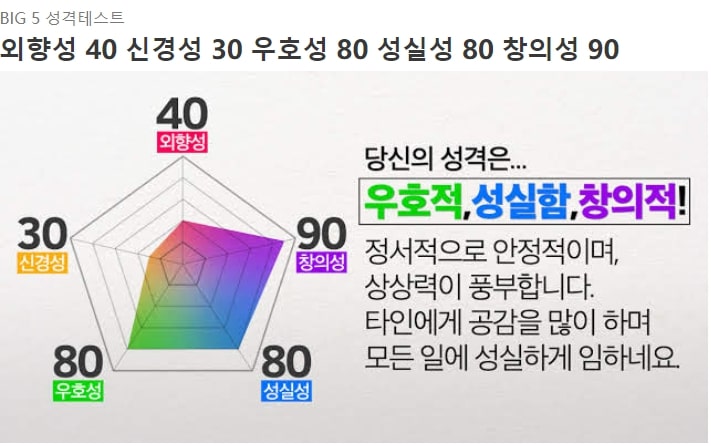 BIG 5 성격테스트
외향성 40 신경성 30 우호성 80 성실성 80 창의성 90
40
외향성
30
신경성
90
창의성
80
우호성
80
성실성
당신의 성격은...
우호적,성실함,창의적!
정서적으로 안정적이며,
상상력이 풍부합니다.
타인에게 공감을 많이 하며
모든 일에 성실하게 임하네요.